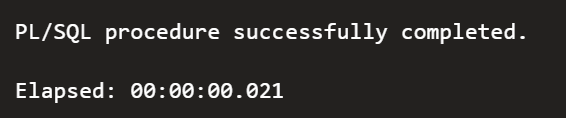 PL/SQL procedure successfully completed.
Elapsed: 00:00:00.021